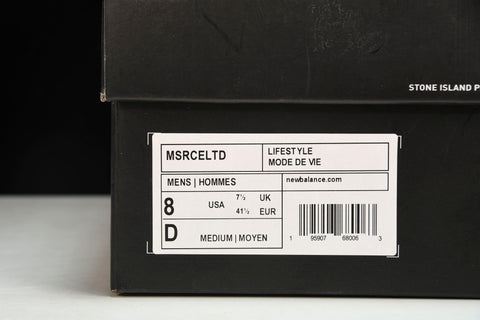 STONE ISLAND P
MSRCELTD
LIFESTYLE
MODE DE VIE
MENS | HOMMES
newbalance.com
8 USA 7½ UK
41½ EUR
D MEDIUM | MOYEN
1 95907 68006 3